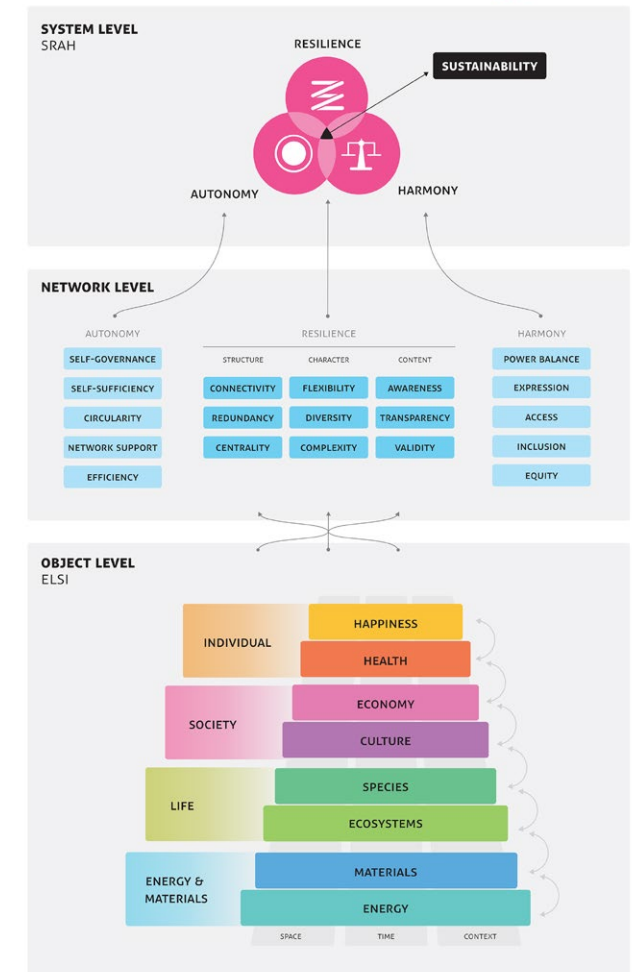 SYSTEM LEVEL
SRAH
RESILIENCE
SUSTAINABILITY
AUTONOMY
HARMONY
NETWORK LEVEL
AUTONOMY
RESILIENCE
HARMONY
STRUCTURE
CHARACTER
CONTENT
SELF-GOVERNANCE
SELF-SUFFICIENCY
CIRCULARITY
NETWORK SUPPORT
EFFICIENCY
CONNECTIVITY
FLEXIBILITY
AWARENESS
REDUNDANCY
DIVERSITY
TRANSPARENCY
CENTRALITY
COMPLEXITY
VALIDITY
POWER BALANCE
EXPRESSION
ACCESS
INCLUSION
EQUITY
OBJECT LEVEL
ELSI
INDIVIDUAL
HAPPINESS
HEALTH
SOCIETY
ECONOMY
CULTURE
LIFE
SPECIES
ECOSYSTEMS
ENERGY &
MATERIALS
MATERIALS
ENERGY
SPACE
TIME
CONTEXT